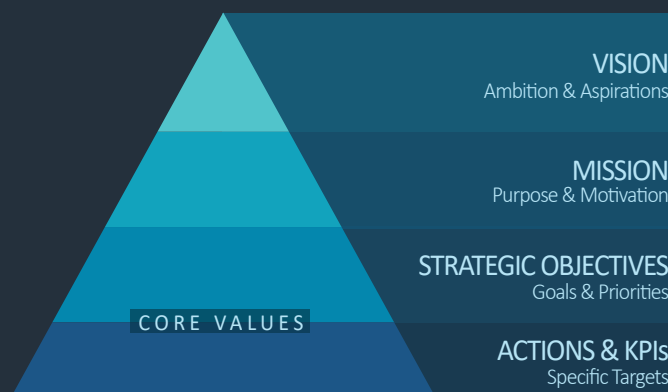 VISION
Ambition & Aspirations
MISSION
Purpose & Motivation
STRATEGIC OBJECTIVES
Goals & Priorities
CORE VALUES
ACTIONS & KPIs
Specific Targets